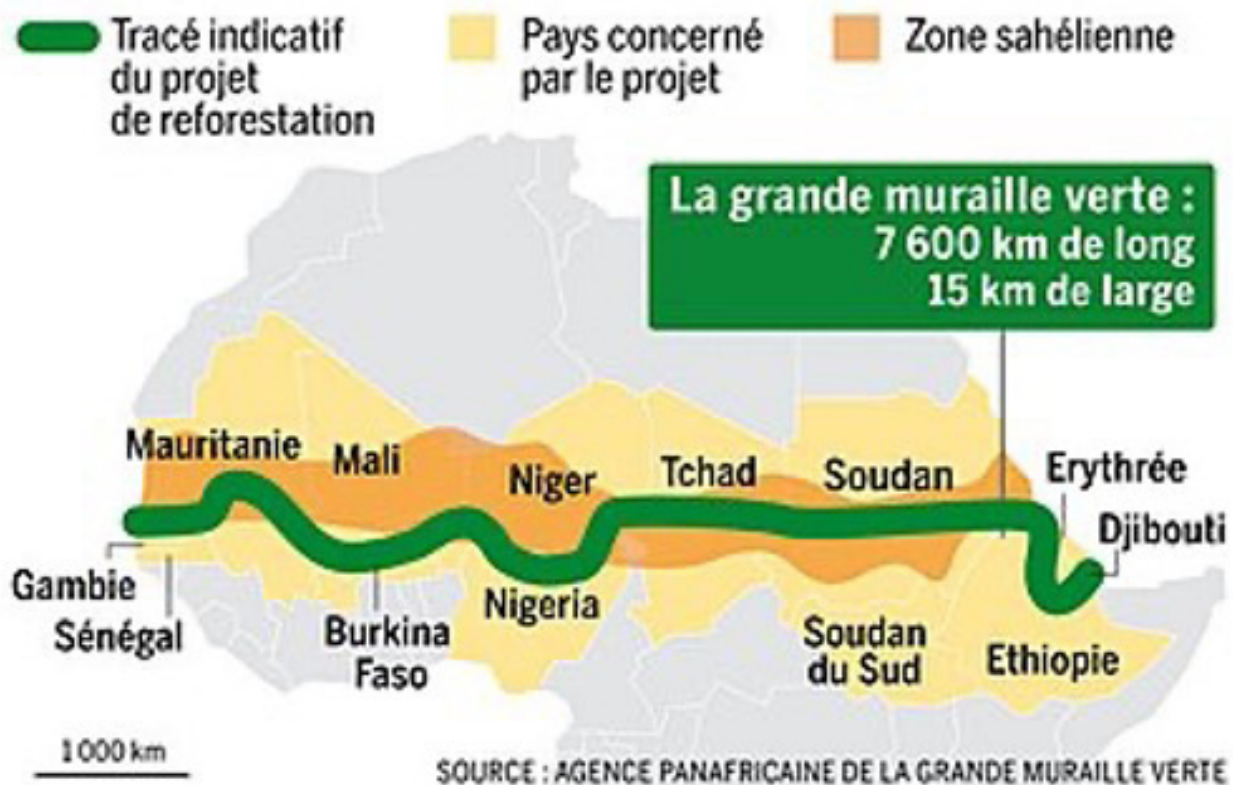 Tracé indicatif
du projet
de reforestation
Pays concerné
par le projet
Zone sahélienne
La grande muraille verte :
7 600 km de long
15 km de large
Mauritanie
Mali
Niger
Tchad
Soudan
Erythrée
Djibouti
Gambie
Sénégal
Burkina
Faso
Nigeria
Soudan
du Sud
Ethiopie
1 000 km
SOURCE : AGENCE PANAFRICAINE DE LA GRANDE MURAILLE VERTE